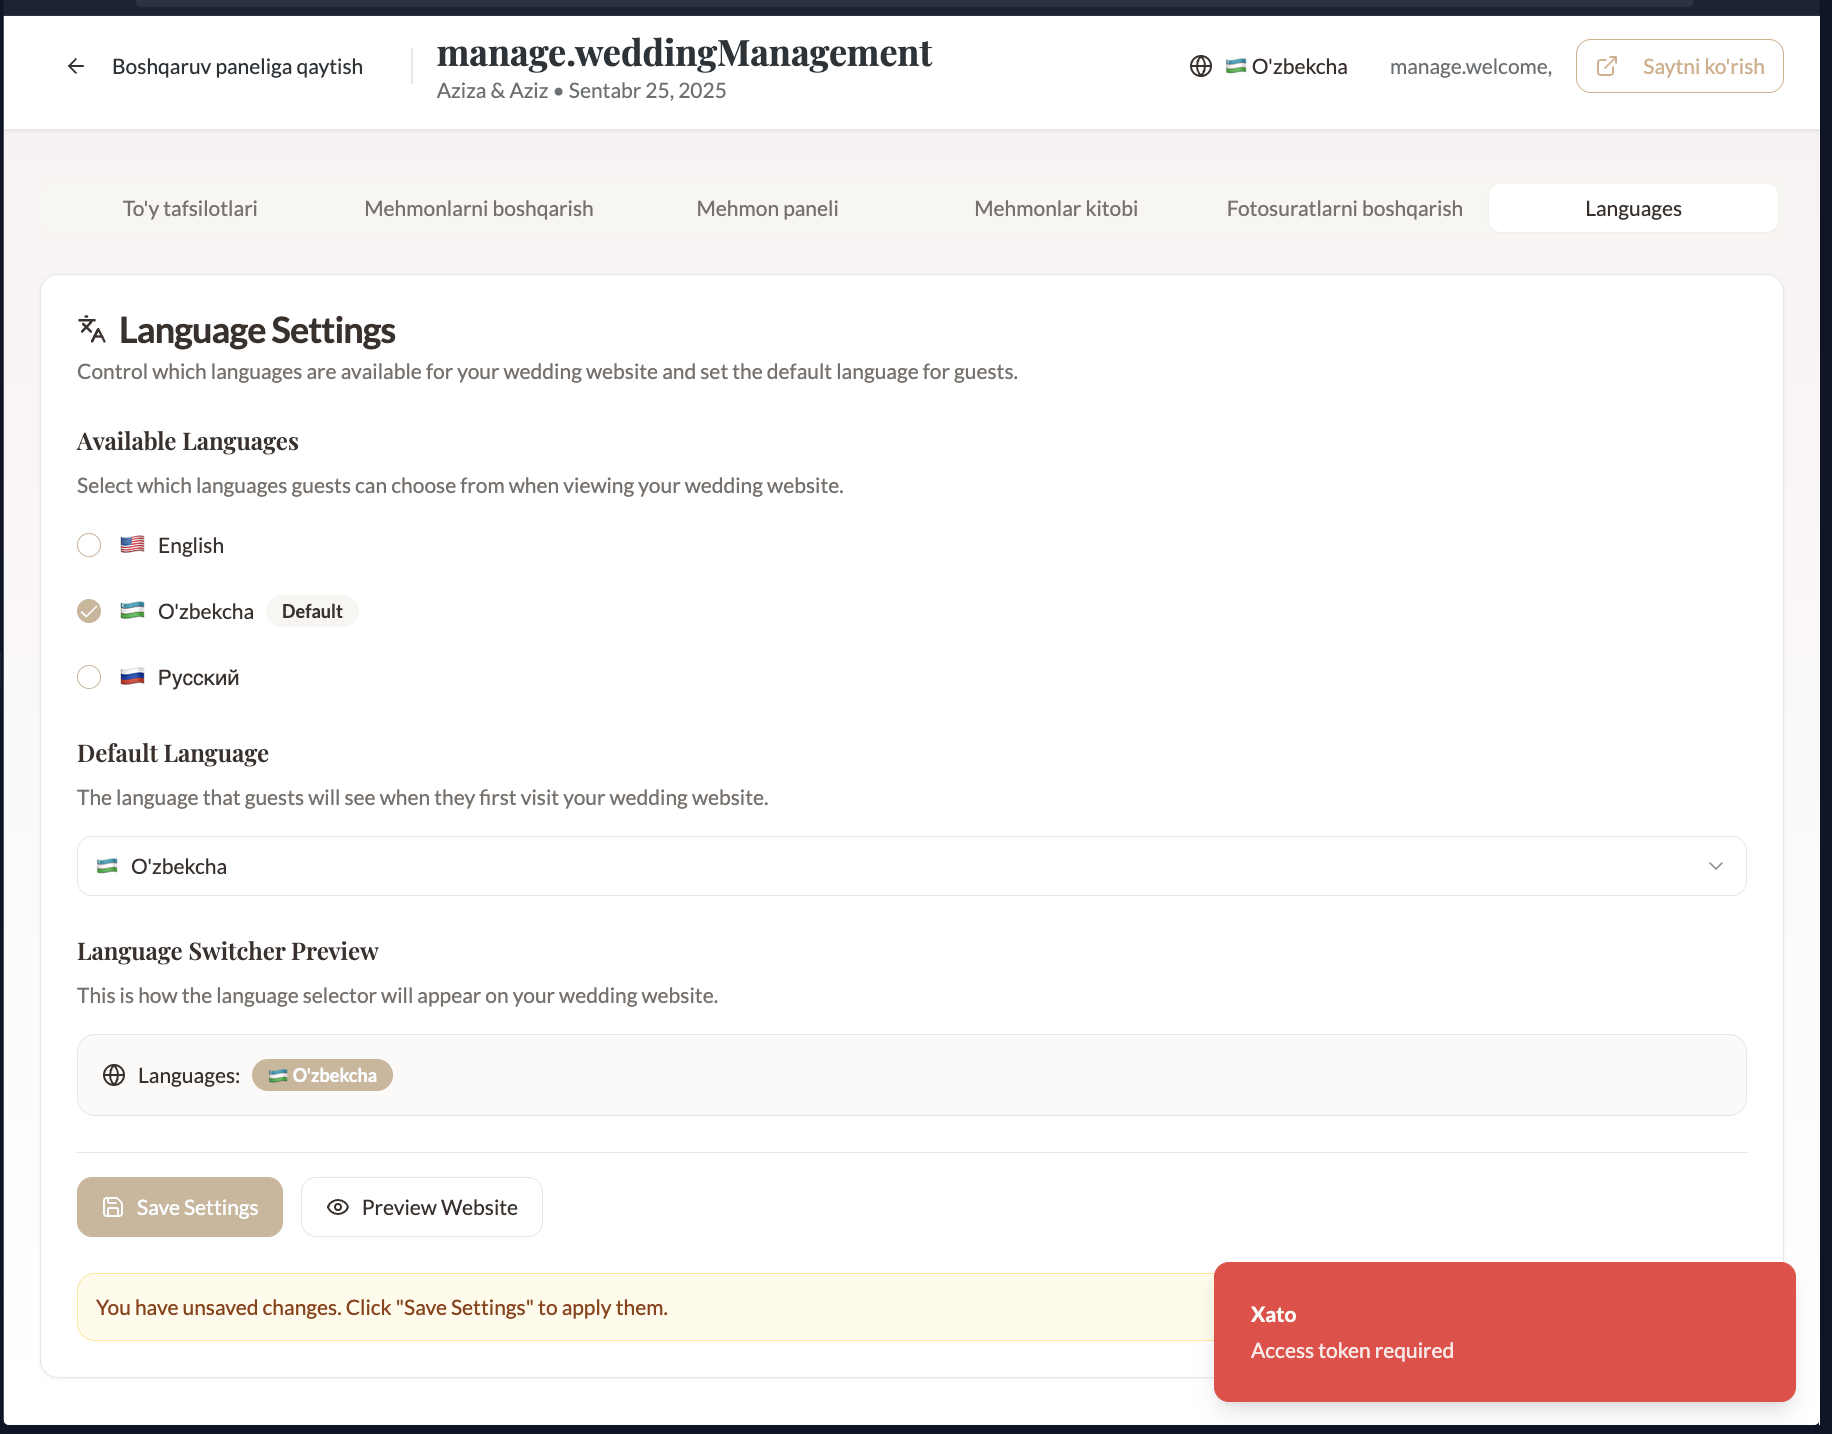 Boshqaruv paneliga qaytish
manage.weddingManagement
Aziza & Aziz • Sentabr 25, 2025
O'zbekcha
manage.welcome,
Saytni ko'rish
To'y tafsilotlari
Mehmonlarni boshqarish
Mehmon paneli
Mehmonlar kitobi
Fotosuratlarni boshqarish
Languages
Language Settings
Control which languages are available for your wedding website and set the default language for guests.
Available Languages
Select which languages guests can choose from when viewing your wedding website.
English
O'zbekcha Default
Русский
Default Language
The language that guests will see when they first visit your wedding website.
O'zbekcha
Language Switcher Preview
This is how the language selector will appear on your wedding website.
Languages: O'zbekcha
Save Settings
Preview Website
You have unsaved changes. Click "Save Settings" to apply them.
Xato
Access token required